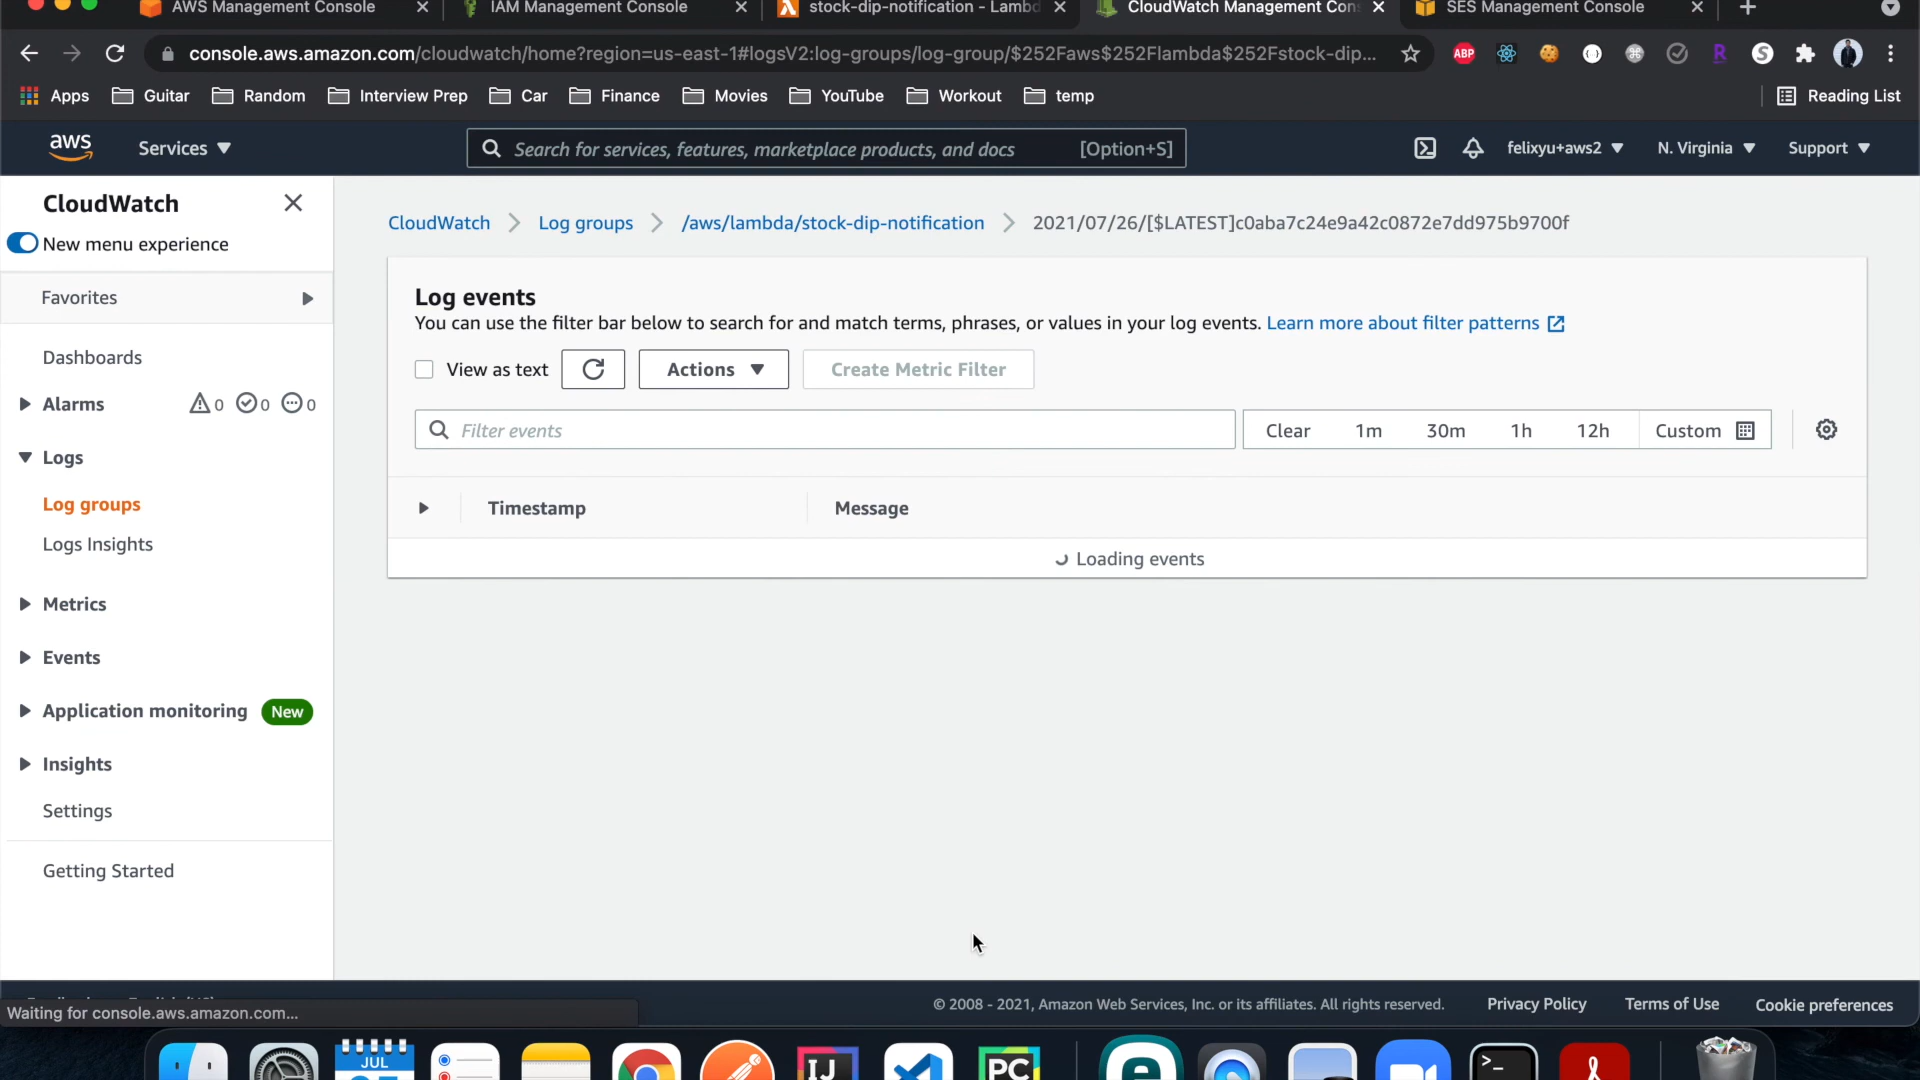 AWS Management Console
IAM Management Console
stock-dip-notification - Lambd
CloudWatch Management Con
SES Management Console
console.aws.amazon.com/cloudwatch/home?region=us-east-1#logsV2:log-groups/log-group/$252Faws$252Flambda$252Fstock-dip...
ABP
Apps
Guitar
Random
Interview Prep
Car
Finance
Movies
YouTube
Workout
temp
Reading List
aws
Services
Search for services, features, marketplace products, and docs
[Option+S]
felixyu+aws2
N. Virginia
Support
CloudWatch
New menu experience
Favorites
Dashboards
Alarms
0
0
0
Logs
Log groups
Logs Insights
Metrics
Events
Application monitoring
New
Insights
Settings
Getting Started
CloudWatch
Log groups
/aws/lambda/stock-dip-notification
2021/07/26/[$LATEST]c0aba7c24e9a42c0872e7dd975b9700f
Log events
You can use the filter bar below to search for and match terms, phrases, or values in your log events. Learn more about filter patterns
View as text
Actions
Create Metric Filter
Filter events
Clear
1m
30m
1h
12h
Custom
Timestamp
Message
Loading events
© 2008 - 2021, Amazon Web Services, Inc. or its affiliates. All rights reserved.
Privacy Policy
Terms of Use
Cookie preferences
Waiting for console.aws.amazon.com...
JUL
IJ
PC